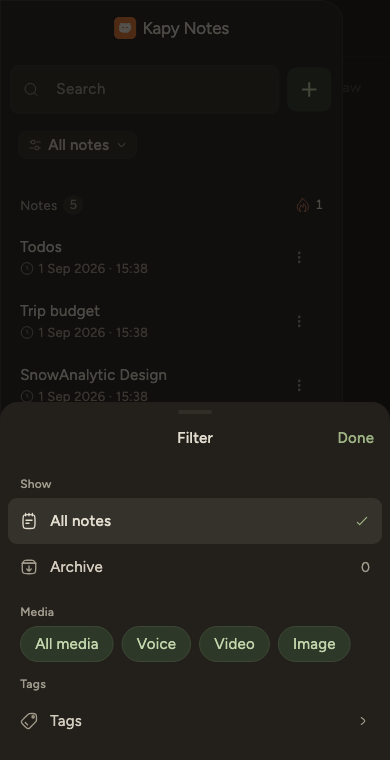 Kapy Notes
Search
aw
All notes
Notes 5
1
Todos
1 Sep 2026 · 15:38
Trip budget
1 Sep 2026 · 15:38
SnowAnalytic Design
1 Sep 2026 · 15:38
Filter
Done
Show
All notes
Archive 0
Media
All media Voice Video Image
Tags
Tags